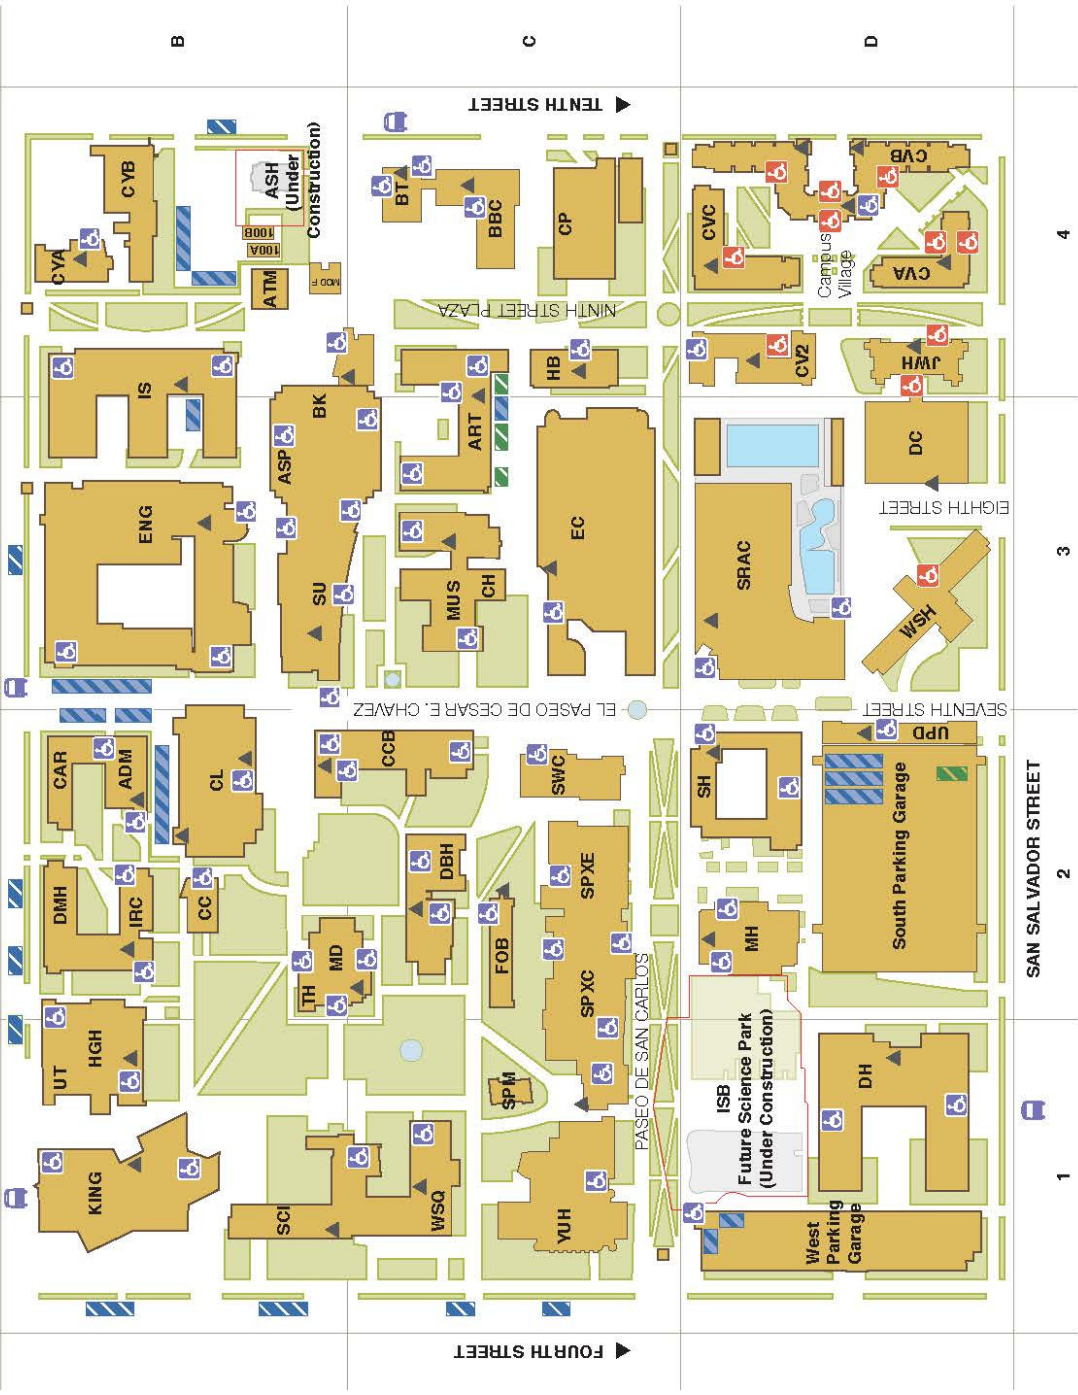 B
C
D
TENTH STREET
CYB
CYA
ASH
(Under
Construction)
100B
100A
ATM
MOD F
BT
BBC
CP
CVC
CVB
CVA
Campus
Village
4
NINTH STREET PLAZA
IS
BK
ASP
ART
HB
CV2
JWH
DC
EIGHTH STREET
ENG
SU
MUS
CH
EC
SRAC
WSH
3
EL PASEO DE CESAR E. CHAVEZ
SEVENTH STREET
CAR
ADM
CL
CCB
SWC
SH
UPD
South Parking Garage
SAN SALVADOR STREET
DMH
IRC
CC
DBH
SPXE
2
TH
MD
FOB
SPXC
MH
PASEO DE SAN CARLOS
UT
HGH
SPM
ISB
Future Science Park
(Under Construction)
DH
KING
SCI
WSQ
YUH
West
Parking
Garage
1
FOURTH STREET